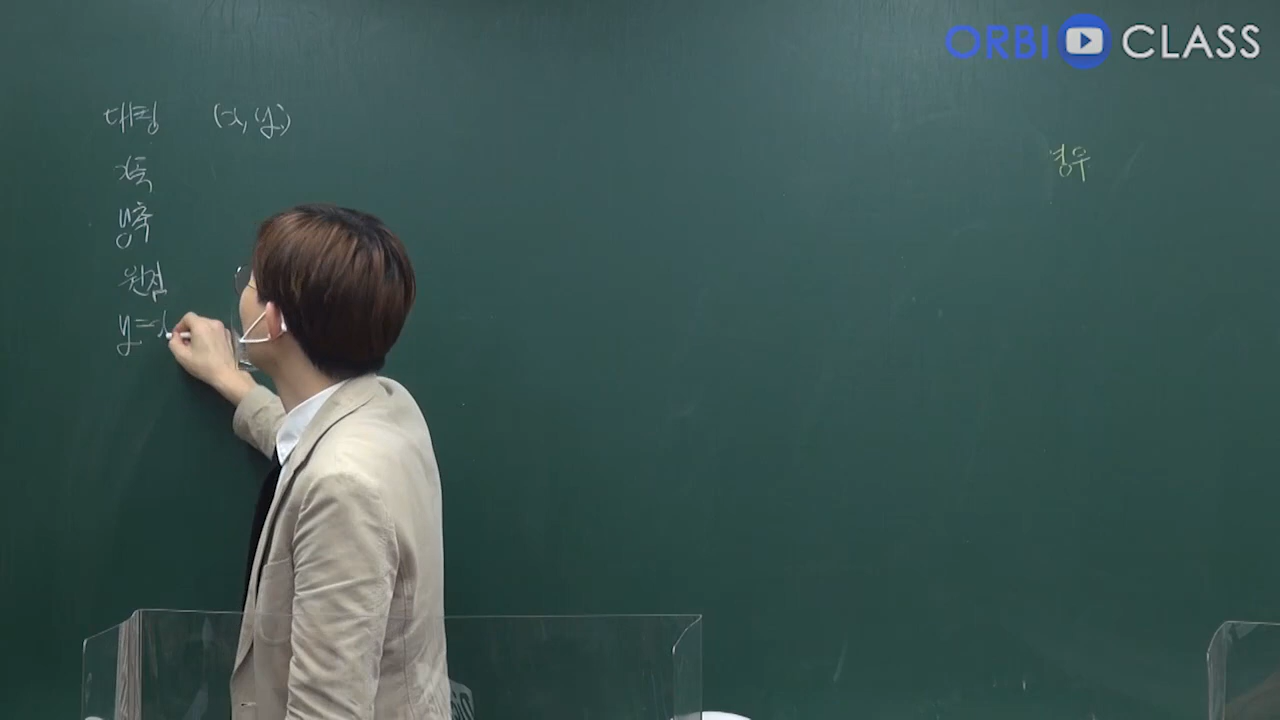 ORBI CLASS
대칭 (x, y)
x축
y축
원점
y=x
경우